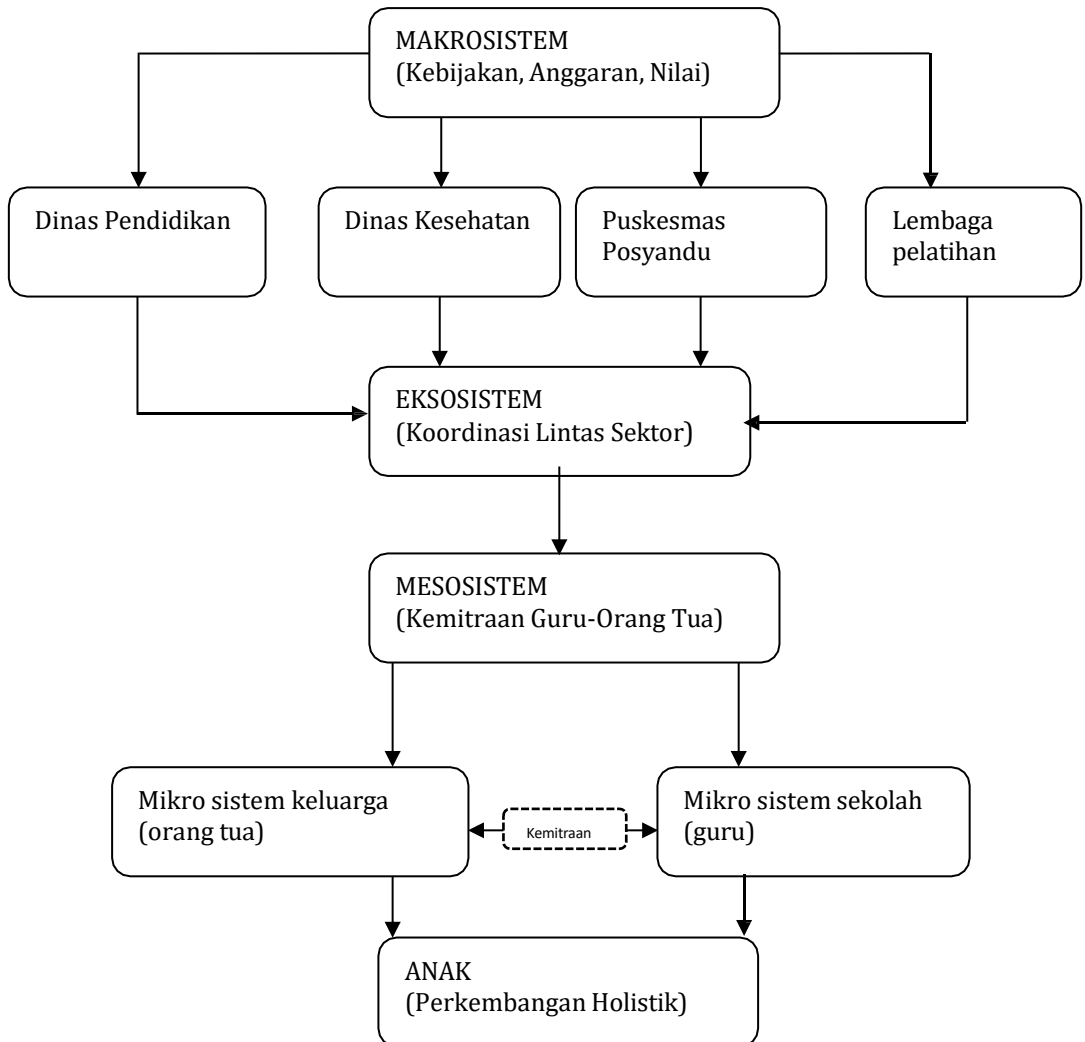 MAKROSISTEM
(Kebijakan, Anggaran, Nilai)
Dinas Pendidikan
Dinas Kesehatan
Puskesmas
Posyandu
Lembaga
pelatihan
EKSOSISTEM
(Koordinasi Lintas Sektor)
MESOSISTEM
(Kemitraan Guru-Orang Tua)
Mikro sistem keluarga
(orang tua)
Kemitraan
Mikro sistem sekolah
(guru)
ANAK
(Perkembangan Holistik)